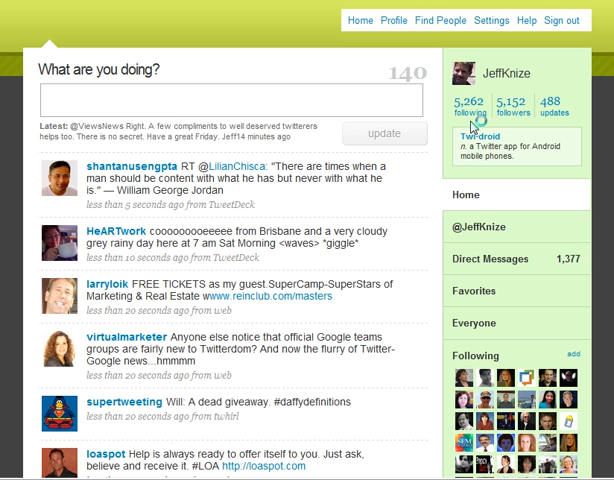 Home Profile Find People Settings Help Sign out
What are you doing?
140
Latest: @ViewsNews Right. A few compliments to well deserved twitterers
helps too. There is no secret. Have a great Friday. Jeff14 minutes ago
update
shantanusengpta RT @LilianChisca: "There are times when a
man should be content with what he has but never with what he
is." — William George Jordan
less than 5 seconds ago from TweetDeck
HeARTwork coooooooooeeee from Brisbane and a very cloudy
grey rainy day here at 7 am Sat Morning <waves> *giggle*
less than 10 seconds ago from TweetDeck
larryloik FREE TICKETS as my guest.SuperCamp-SuperStars of
Marketing & Real Estate www.reinclub.com/masters
less than 20 seconds ago from web
virtualmarketer Anyone else notice that official Google teams
groups are fairly new to Twitterdom? And now the flurry of Twitter-
Google news...hmmmm
less than 20 seconds ago from web
supertweeting Will: A dead giveaway. #daffydefinitions
less than 20 seconds ago from twhirl
loaspot Help is always ready to offer itself to you. Just ask,
believe and receive it. #LOA http://loaspot.com
JeffKnize
5,262 5,152 488
following followers updates
Twidroid
n. a Twitter app for Android
mobile phones.
Home
@JeffKnize
Direct Messages 1,377
Favorites
Everyone
Following add